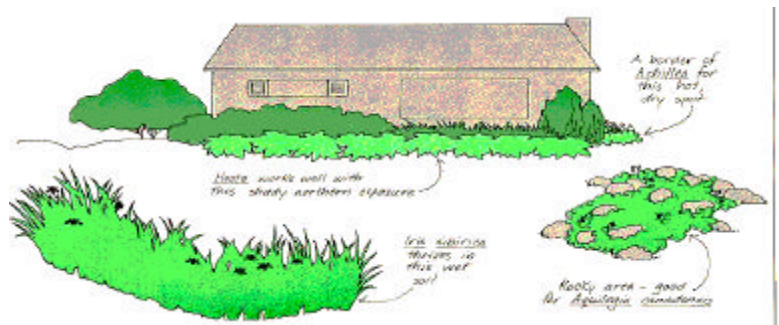 A border of
Achillea for
this hot,
dry spot
Hosta works well with
this shady northern exposure
Iris sibirica
thrives in
this wet
soil
Rocky area - good
for Aquilegia canadensis